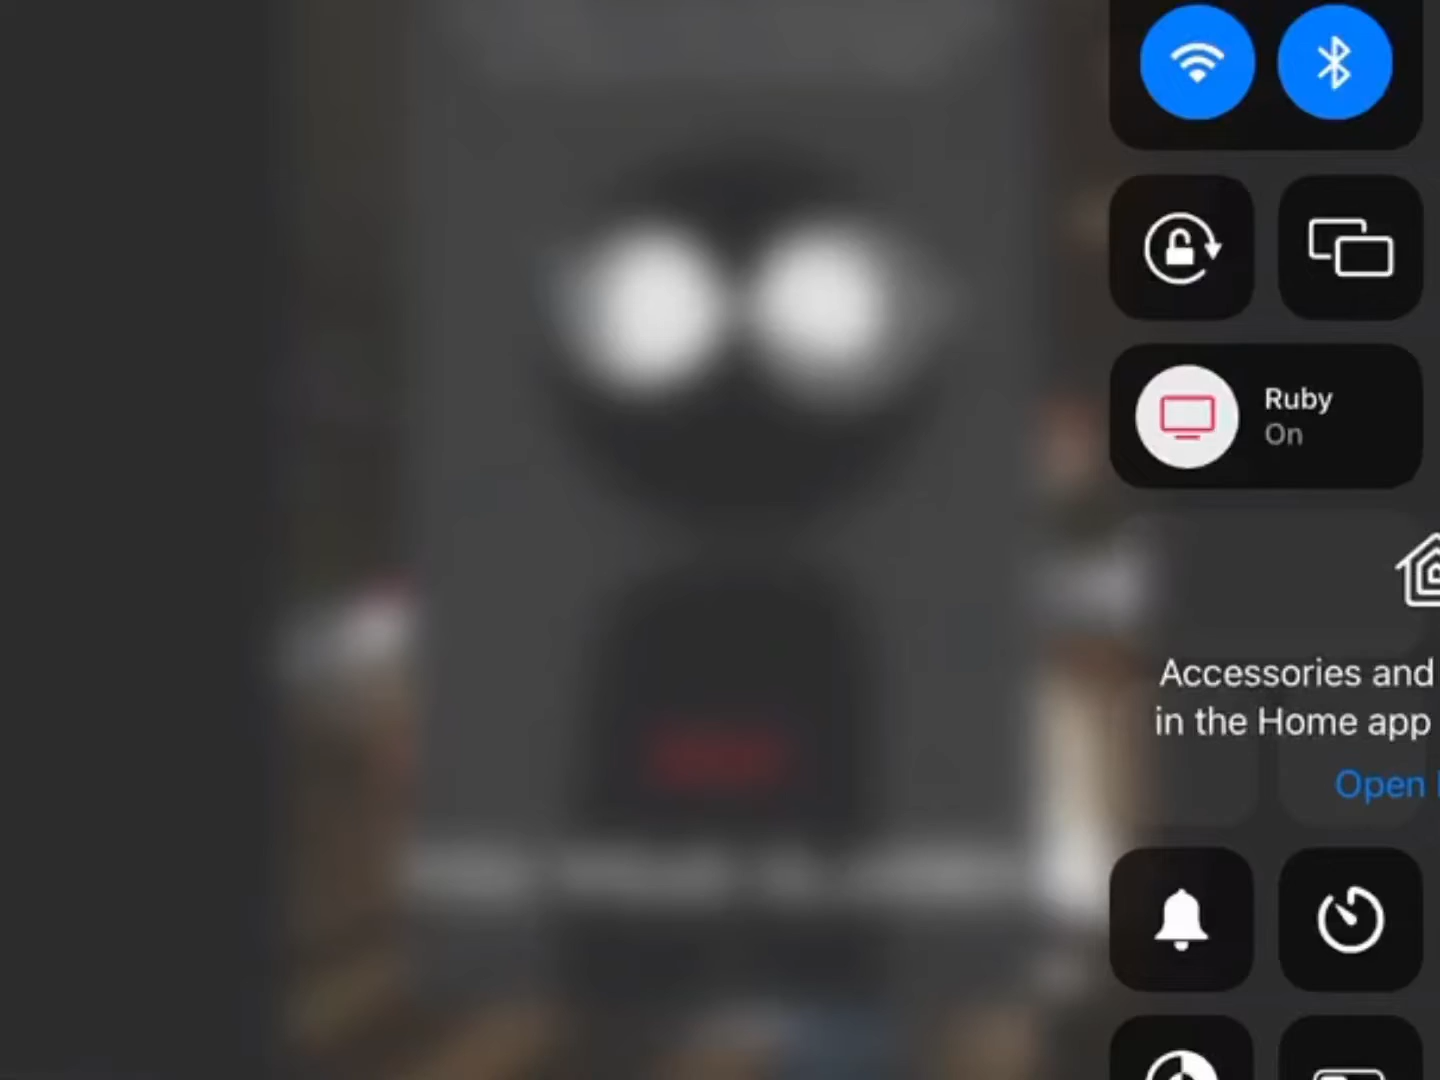 Ruby
On
Accessories and
in the Home app
Open